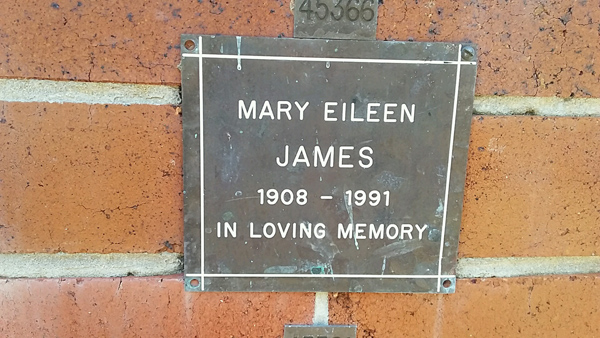 45366
MARY EILEEN
JAMES
1908 - 1991
IN LOVING MEMORY